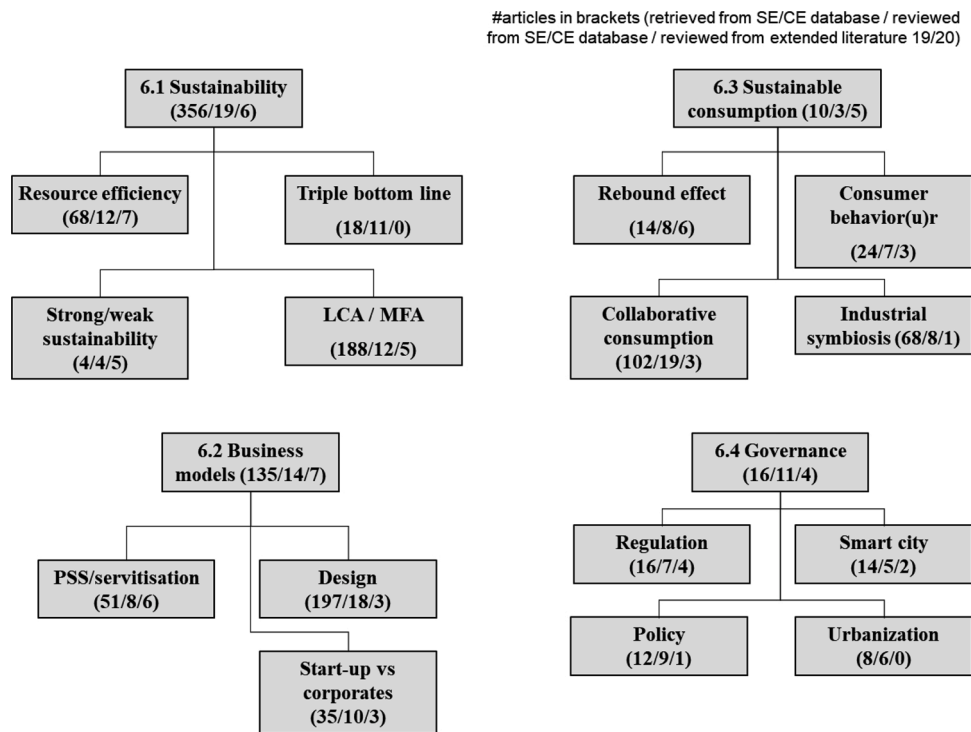 #articles in brackets (retrieved from SE/CE database / reviewed
from SE/CE database / reviewed from extended literature 19/20)
6.1 Sustainability
(356/19/6)
Resource efficiency
(68/12/7)
Triple bottom line
(18/11/0)
Strong/weak
sustainability
(4/4/5)
LCA / MFA
(188/12/5)
6.3 Sustainable
consumption (10/3/5)
Rebound effect
(14/8/6)
Consumer
behavior(u)r
(24/7/3)
Collaborative
consumption
(102/19/3)
Industrial
symbiosis (68/8/1)
6.2 Business
models (135/14/7)
PSS/servitisation
(51/8/6)
Design
(197/18/3)
Start-up vs
corporates
(35/10/3)
6.4 Governance
(16/11/4)
Regulation
(16/7/4)
Smart city
(14/5/2)
Policy
(12/9/1)
Urbanization
(8/6/0)